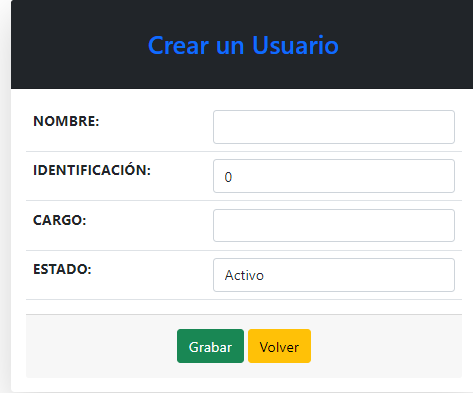 Crear un Usuario
NOMBRE:
IDENTIFICACIÓN: 0
CARGO:
ESTADO: Activo
Grabar Volver